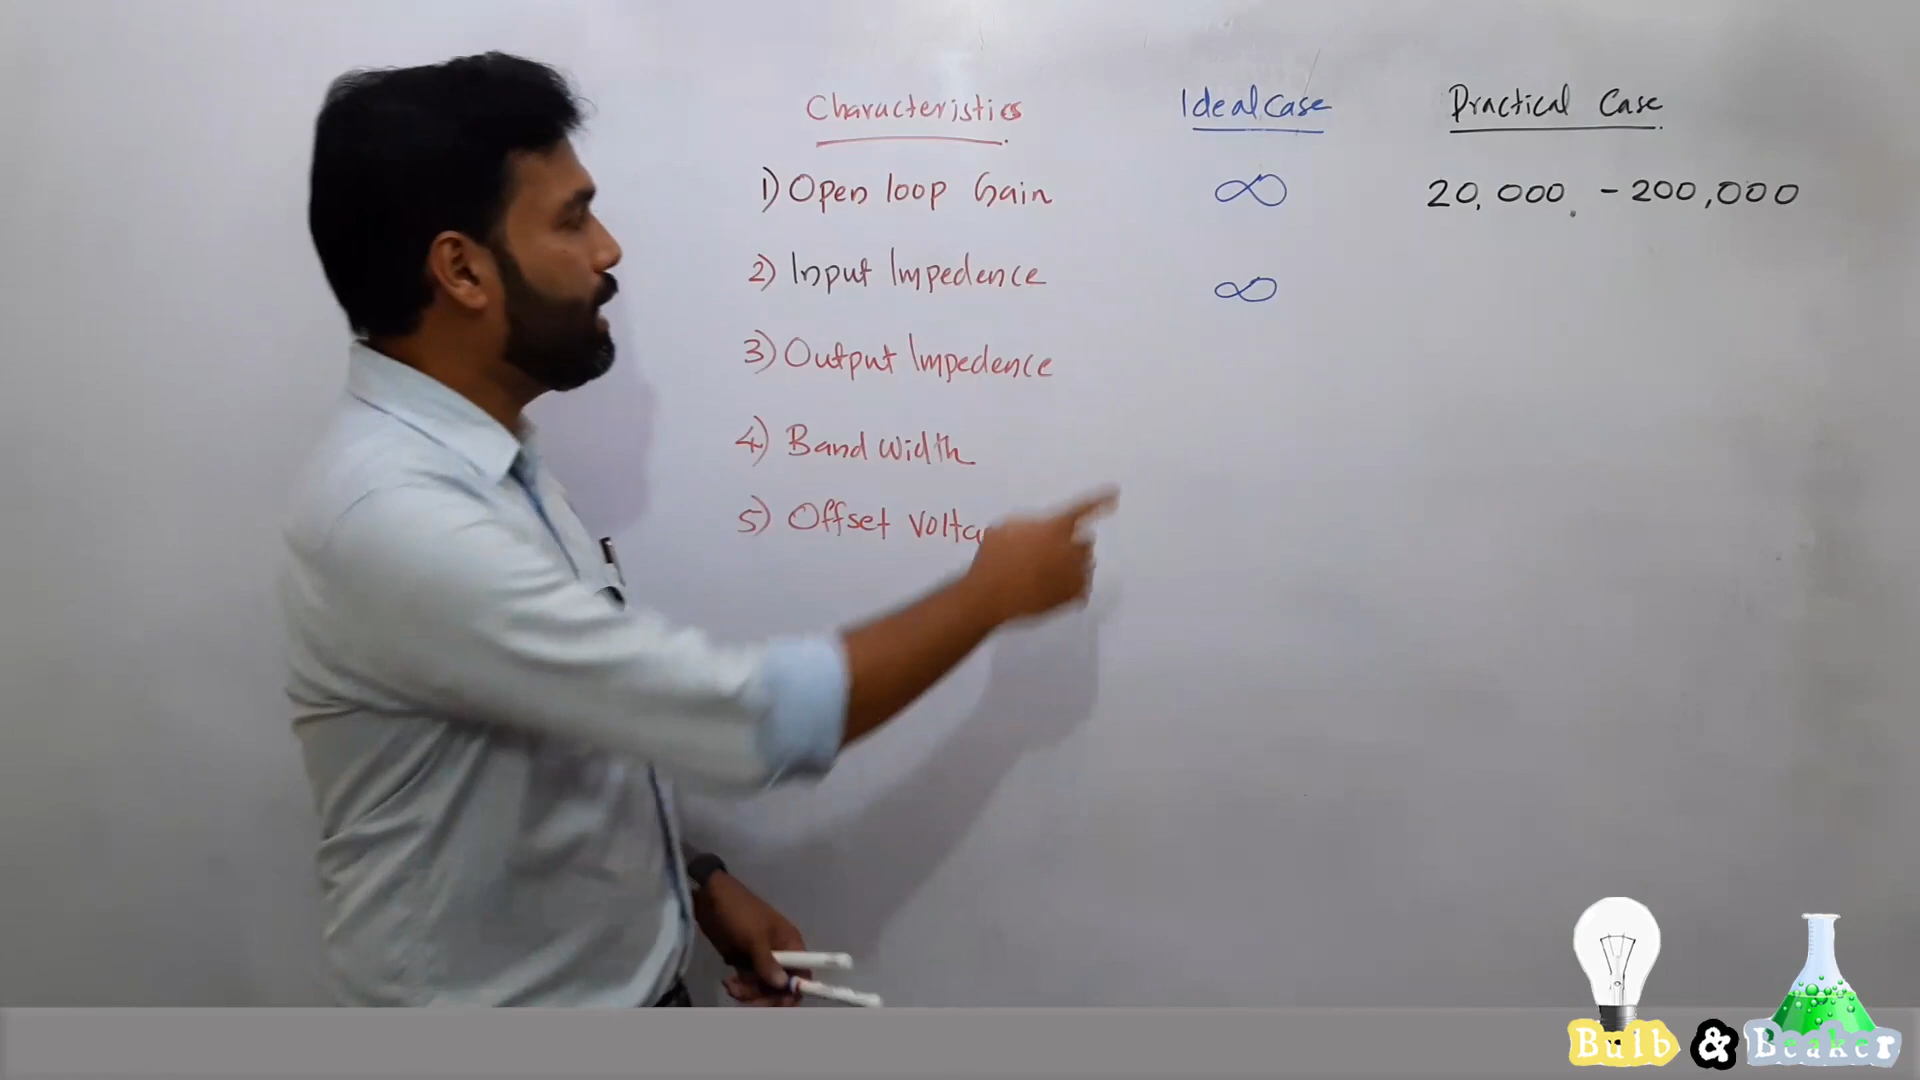 Characteristics Ideal Case Practical Case
1) Open loop Gain ∞ 20,000 - 200,000
2) Input Impedence ∞
3) Output Impedence
4) Band width
5) Offset
Bulb & Beaker